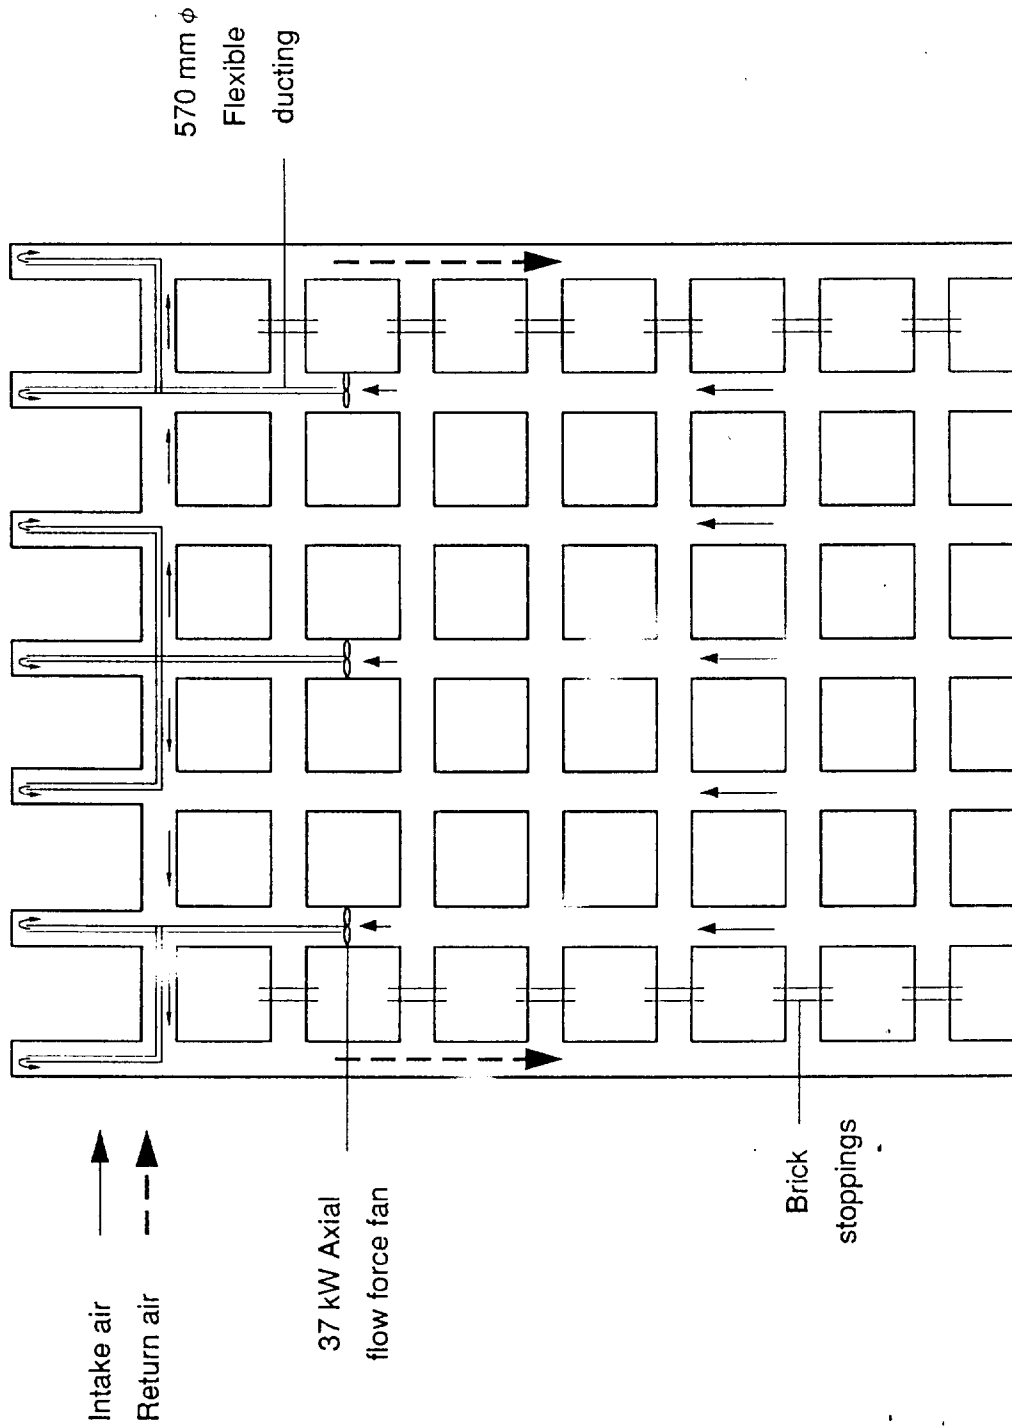 570 mm φ
Flexible
ducting
Intake air
Return air
37 kW Axial
flow force fan
Brick
stoppings